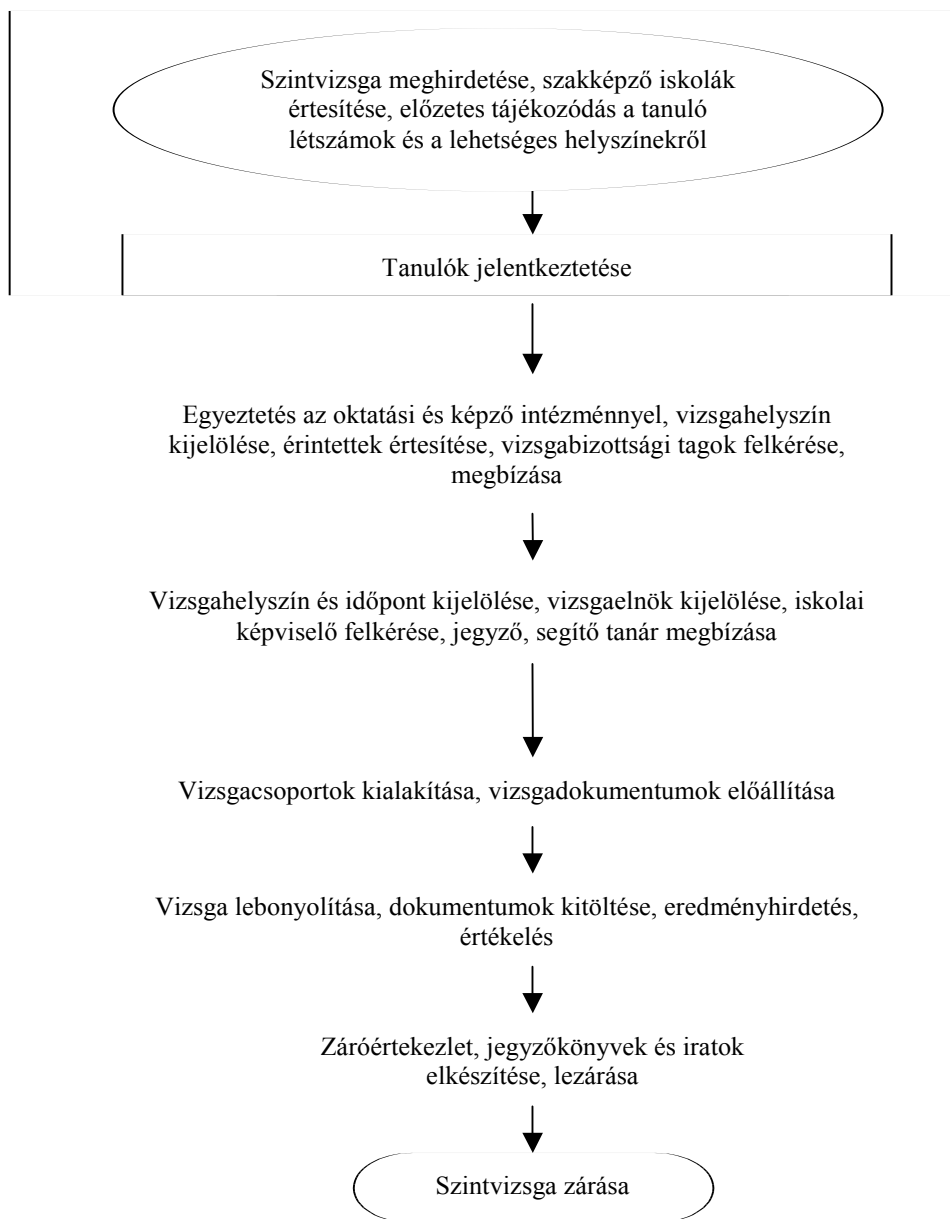 Szintvizsga meghirdetése, szakképző iskolák
értesítése, előzetes tájékozódás a tanuló
létszámok és a lehetséges helyszínekről
Tanulók jelentkeztetése
Egyeztetés az oktatási és képző intézménnyel, vizsgahelyszín
kijelölése, érintettek értesítése, vizsgabizottsági tagok felkérése,
megbízása
Vizsgahelyszín és időpont kijelölése, vizsgaelnök kijelölése, iskolai
képviselő felkérése, jegyző, segítő tanár megbízása
Vizsgacsoportok kialakítása, vizsgadokumentumok előállítása
Vizsga lebonyolítása, dokumentumok kitöltése, eredményhirdetés,
értékelés
Záróértekezlet, jegyzőkönyvek és iratok
elkészítése, lezárása
Szintvizsga zárása